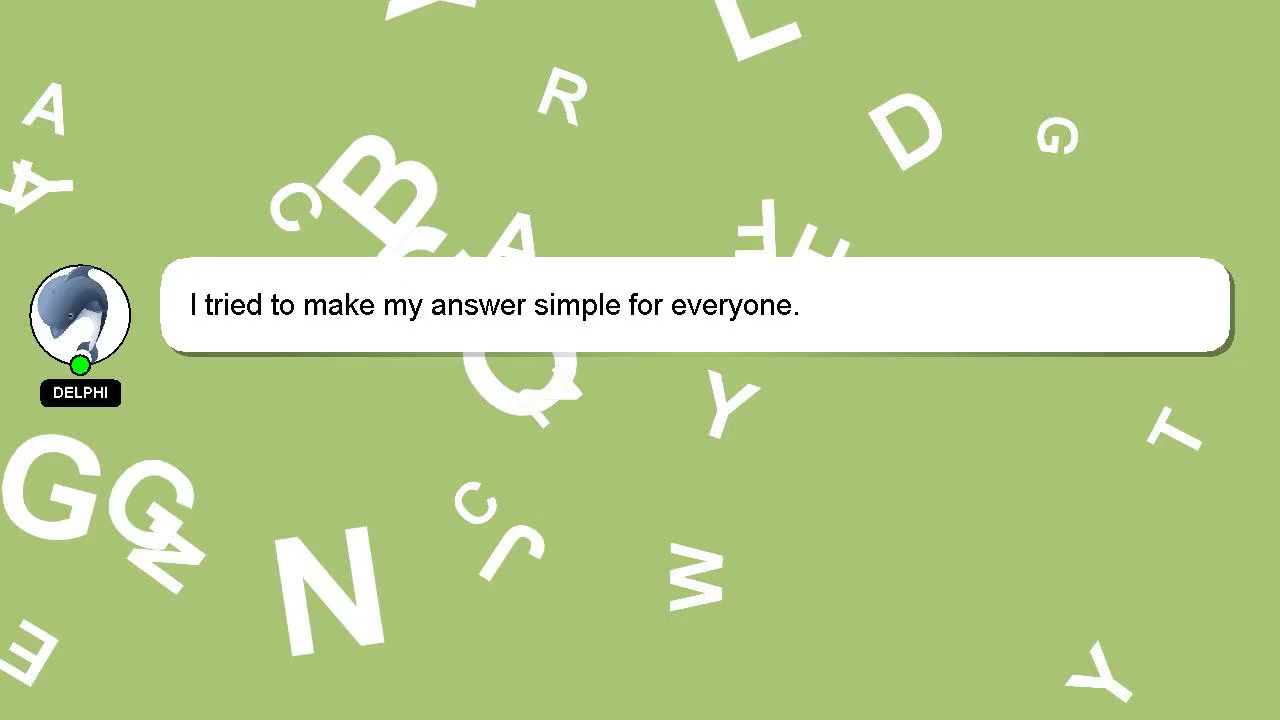 L
R
A
D
G
A
Y
B
C
A
F
I tried to make my answer simple for everyone.
DELPHI
Q
Y
T
G
G
C
N
J
N
W
E
Y